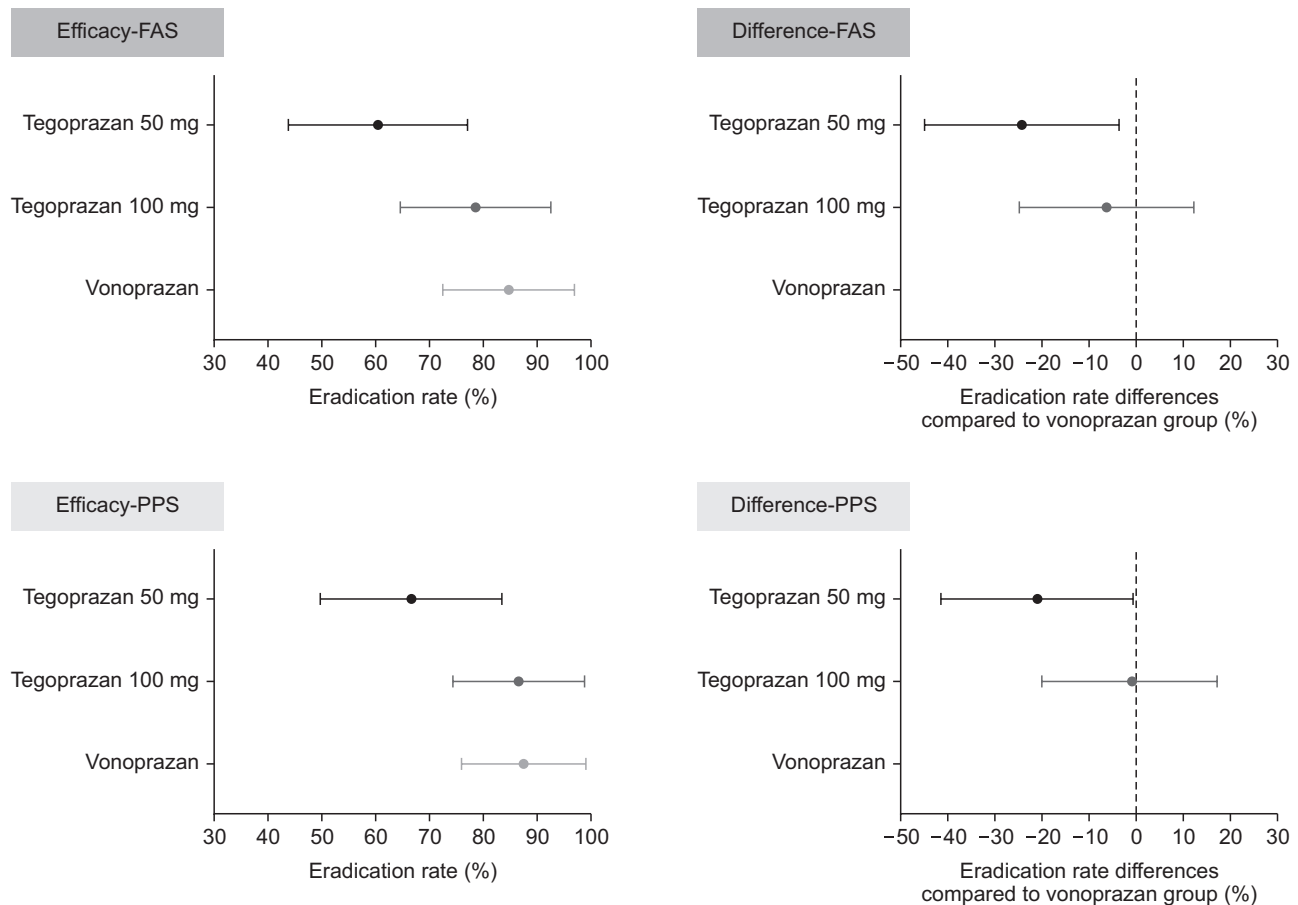 Efficacy-FAS
Tegoprazan 50 mg
Tegoprazan 100 mg
Vonoprazan
30 40 50 60 70 80 90 100
Eradication rate (%)
Difference-FAS
Tegoprazan 50 mg
Tegoprazan 100 mg
Vonoprazan
−50 −40 −30 −20 −10 0 10 20 30
Eradication rate differences
compared to vonoprazan group (%)
Efficacy-PPS
Tegoprazan 50 mg
Tegoprazan 100 mg
Vonoprazan
30 40 50 60 70 80 90 100
Eradication rate (%)
Difference-PPS
Tegoprazan 50 mg
Tegoprazan 100 mg
Vonoprazan
−50 −40 −30 −20 −10 0 10 20 30
Eradication rate differences
compared to vonoprazan group (%)